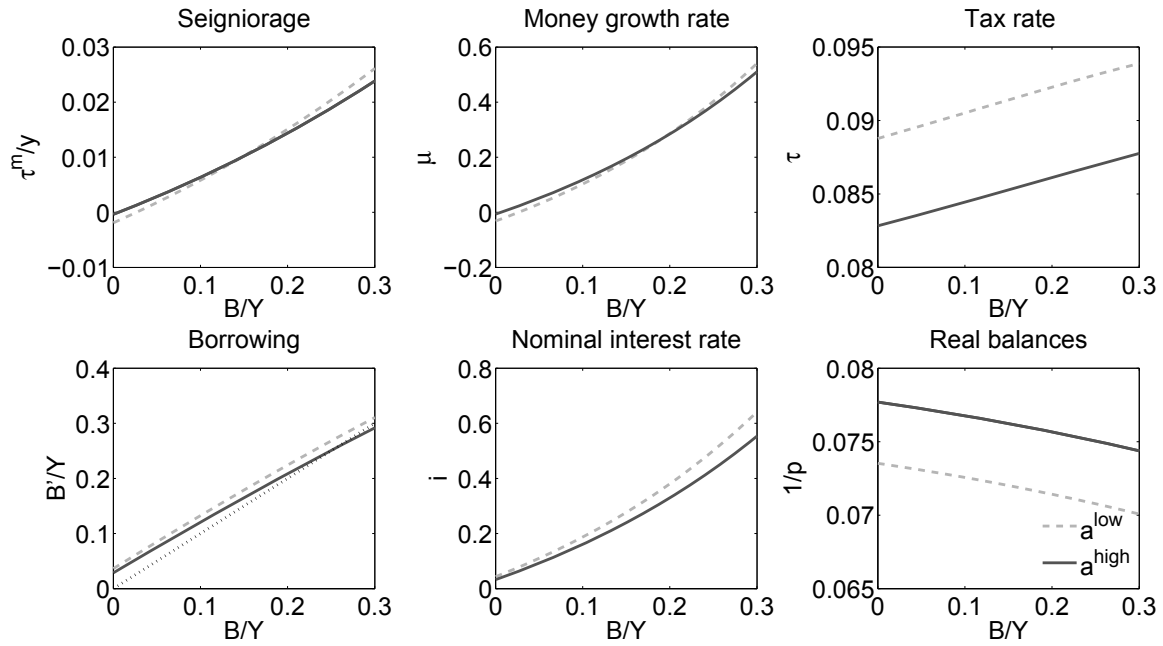 Seigniorage
0.03
0.02
0.01
0
−0.01
τ^m/y
0 0.1 0.2 0.3
B/Y
Money growth rate
0.6
0.4
0.2
0
−0.2
μ
0 0.1 0.2 0.3
B/Y
Tax rate
0.095
0.09
0.085
0.08
τ
0 0.1 0.2 0.3
B/Y
Borrowing
0.4
0.3
0.2
0.1
0
B'/Y
0 0.1 0.2 0.3
B/Y
Nominal interest rate
0.8
0.6
0.4
0.2
0
i
0 0.1 0.2 0.3
B/Y
Real balances
0.08
0.075
0.07
0.065
1/p
a^low
a^high
0 0.1 0.2 0.3
B/Y